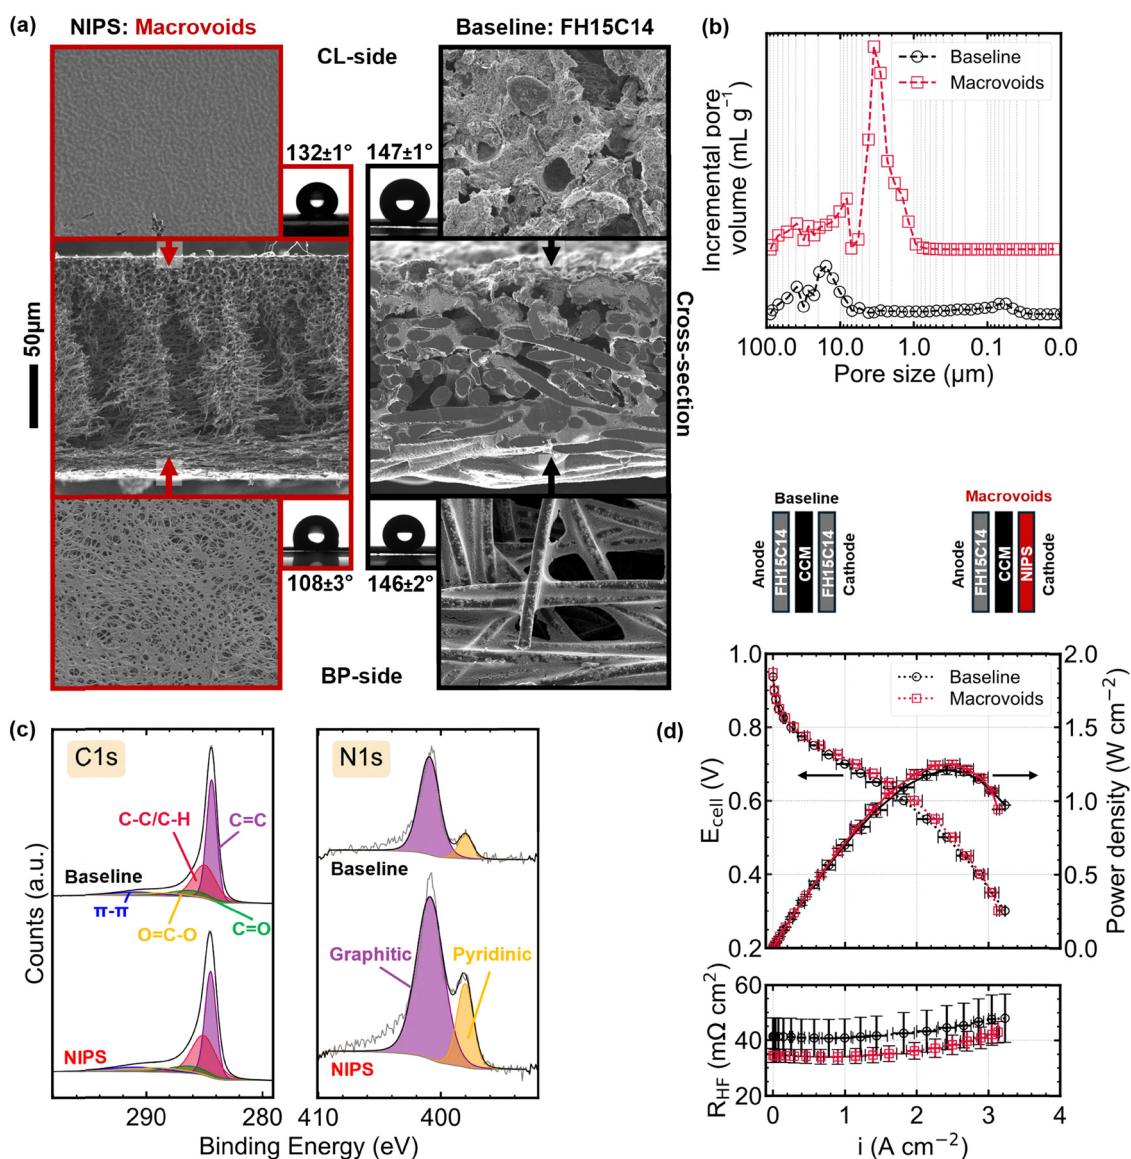 (a)
NIPS: Macrovoids
Baseline: FH15C14
CL-side
132±1°
147±1°
50µm
Cross-section
108±3°
146±2°
BP-side
(b)
Incremental pore
volume (mL g−1)
Baseline
Macrovoids
100.0
10.0
1.0
0.1
0.0
Pore size (µm)
Baseline
Macrovoids
Anode
FH15C14
CCM
FH15C14
Cathode
Anode
FH15C14
CCM
NIPS
Cathode
(c)
C1s
C-C/C-H
C=C
Baseline
π-π
O=C-O
C=O
NIPS
Counts (a.u.)
290
280
N1s
Baseline
Graphitic
Pyridinic
NIPS
410
400
Binding Energy (eV)
(d)
Baseline
Macrovoids
1.0
0.8
0.6
0.4
0.2
Ecell (V)
2.0
1.5
1.0
0.5
0.0
Power density (W cm−2)
60
40
20
RHF (mΩ cm2)
0
1
2
3
4
i (A cm−2)